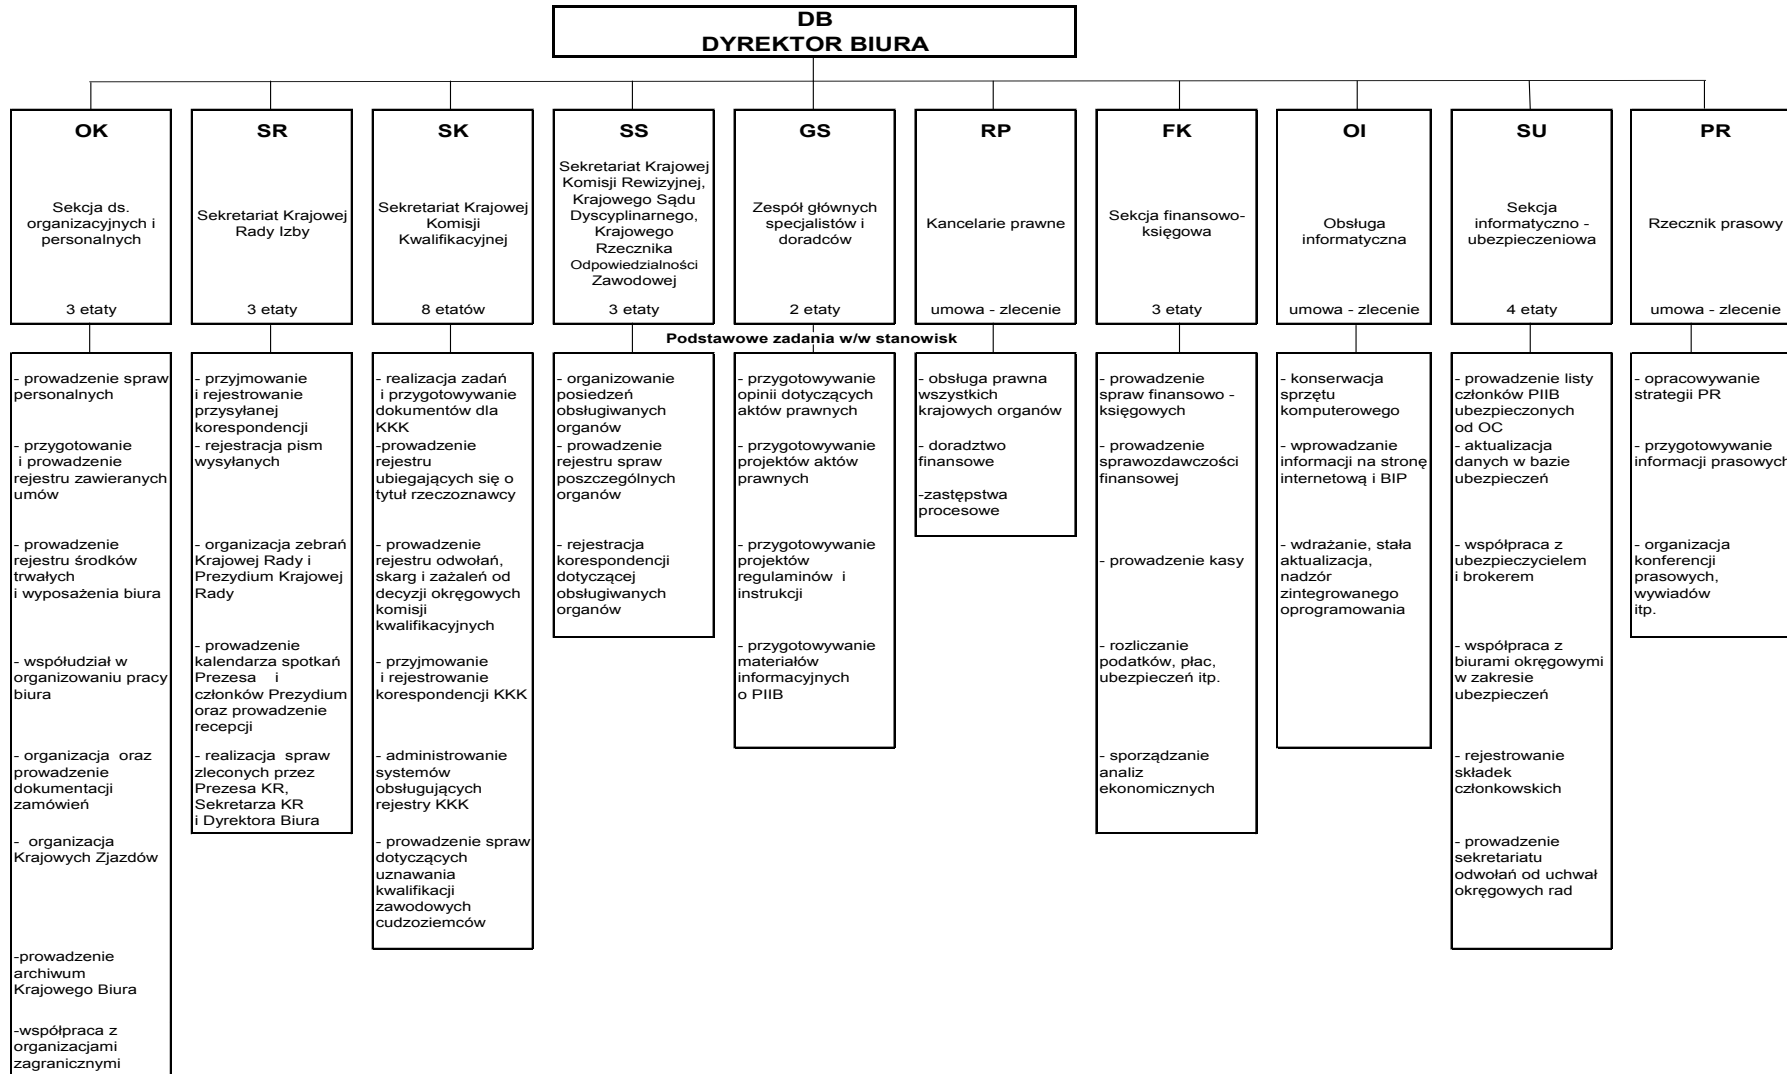 DB
DYREKTOR BIURA
OK
Sekcja ds.
organizacyjnych i
personalnych
3 etaty
SR
Sekretariat Krajowej
Rady Izby
3 etaty
SK
Sekretariat Krajowej
Komisji
Kwalifikacyjnej
8 etatów
SS
Sekretariat Krajowej
Komisji Rewizyjnej,
Krajowego Sądu
Dyscyplinarnego,
Krajowego
Rzecznika
Odpowiedzialności
Zawodowej
3 etaty
GS
Zespół głównych
specjalistów i
doradców
2 etaty
RP
Kancelarie prawne
umowa - zlecenie
FK
Sekcja finansowo-
księgowa
3 etaty
OI
Obsługa
informatyczna
umowa - zlecenie
SU
Sekcja
informatyczno -
ubezpieczeniowa
4 etaty
PR
Rzecznik prasowy
umowa - zlecenie
Podstawowe zadania w/w stanowisk
- prowadzenie spraw
personalnych
- przygotowanie
i prowadzenie
rejestru zawieranych
umów
- prowadzenie
rejestru środków
trwałych
i wyposażenia biura
- współudział w
organizowaniu pracy
biura
- organizacja oraz
prowadzenie
dokumentacji
zamówień
- organizacja
Krajowych Zjazdów
-prowadzenie
archiwum
Krajowego Biura
-współpraca z
organizacjami
zagranicznymi
- przyjmowanie
i rejestrowanie
przysyłanej
korespondencji
- rejestracja pism
wysyłanych
- organizacja zebrań
Krajowej Rady i
Prezydium Krajowej
Rady
- prowadzenie
kalendarza spotkań
Prezesa i
członków Prezydium
oraz prowadzenie
recepcji
- realizacja spraw
zleconych przez
Prezesa KR,
Sekretarza KR
i Dyrektora Biura
- realizacja zadań
i przygotowywanie
dokumentów dla
KKK
-prowadzenie
rejestru
ubiegających się o
tytuł rzeczoznawcy
- prowadzenie
rejestru odwołań,
skarg i zażaleń od
decyzji okręgowych
komisji
kwalifikacyjnych
- przyjmowanie
i rejestrowanie
korespondencji KKK
- administrowanie
systemów
obsługujących
rejestry KKK
- prowadzenie spraw
dotyczących
uznawania
kwalifikacji
zawodowych
cudzoziemców
- organizowanie
posiedzeń
obsługiwanych
organów
- prowadzenie
rejestru spraw
poszczególnych
organów
- rejestracja
korespondencji
dotyczącej
obsługiwanych
organów
- przygotowywanie
opinii dotyczących
aktów prawnych
- przygotowywanie
projektów aktów
prawnych
- przygotowywanie
projektów
regulaminów i
instrukcji
- przygotowywanie
materiałów
informacyjnych
o PIIB
- obsługa prawna
wszystkich
krajowych organów
- doradztwo
finansowe
-zastępstwa
procesowe
- prowadzenie
spraw finansowo -
księgowych
- prowadzenie
sprawozdawczości
finansowej
- prowadzenie kasy
- rozliczanie
podatków, płac,
ubezpieczeń itp.
- sporządzanie
analiz
ekonomicznych
- konserwacja
sprzętu
komputerowego
- wprowadzanie
informacji na stronę
internetową i BIP
- wdrażanie, stała
aktualizacja,
nadzór
zintegrowanego
oprogramowania
- prowadzenie listy
członków PIIB
ubezpieczonych
od OC
- aktualizacja
danych w bazie
ubezpieczeń
- współpraca z
ubezpieczycielem
i brokerem
- współpraca z
biurami okręgowymi
w zakresie
ubezpieczeń
- rejestrowanie
składek
członkowskich
- prowadzenie
sekretariatu
odwołań od uchwał
okręgowych rad
- opracowywanie
strategii PR
- przygotowywanie
informacji prasowych
- organizacja
konferencji
prasowych,
wywiadów
itp.